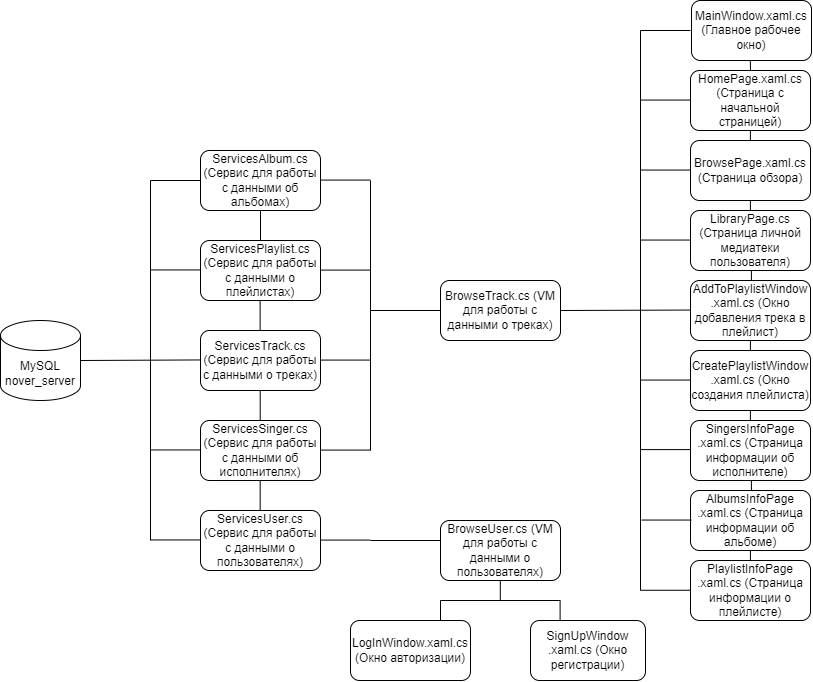 MySQL
nover_server
ServicesAlbum.cs
(Сервис для работы
с данными об
альбомах)
ServicesPlaylist.cs
(Сервис для работы
с данными о
плейлистах)
ServicesTrack.cs
(Сервис для работы
с данными о треках)
ServicesSinger.cs
(Сервис для работы
с данными об
исполнителях)
ServicesUser.cs
(Сервис для работы
с данными о
пользователях)
BrowseTrack.cs (VM
для работы с
данными о треках)
BrowseUser.cs (VM
для работы с
данными о
пользователях)
LogInWindow.xaml.cs
(Окно авторизации)
SignUpWindow
.xaml.cs (Окно
регистрации)
MainWindow.xaml.cs
(Главное рабочее
окно)
HomePage.xaml.cs
(Страница с
начальной
страницей)
BrowsePage.xaml.cs
(Страница обзора)
LibraryPage.cs
(Страница личной
медиатеки
пользователя)
AddToPlaylistWindow
.xaml.cs (Окно
добавления трека в
плейлист)
CreatePlaylistWindow
.xaml.cs (Окно
создания плейлиста)
SingersInfoPage
.xaml.cs (Страница
информации об
исполнителе)
AlbumsInfoPage
.xaml.cs (Страница
информации об
альбоме)
PlaylistInfoPage
.xaml.cs (Страница
информации о
плейлисте)